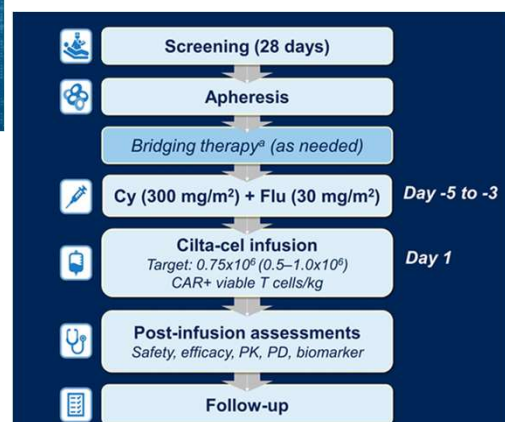 Screening (28 days)
Apheresis
Bridging therapyᵃ (as needed)
Cy (300 mg/m²) + Flu (30 mg/m²)
Day -5 to -3
Cilta-cel infusion
Target: 0.75x10⁶ (0.5–1.0x10⁶)
CAR+ viable T cells/kg
Day 1
Post-infusion assessments
Safety, efficacy, PK, PD, biomarker
Follow-up